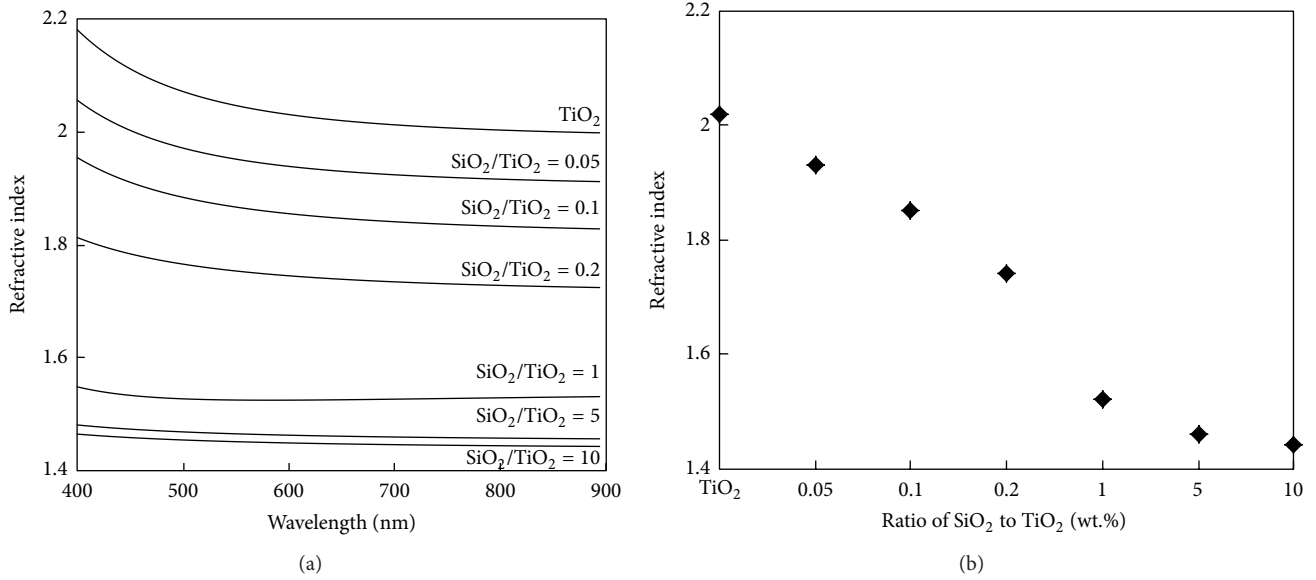 2.2
2
1.8
1.6
1.4
Refractive index
TiO₂
SiO₂/TiO₂ = 0.05
SiO₂/TiO₂ = 0.1
SiO₂/TiO₂ = 0.2
SiO₂/TiO₂ = 1
SiO₂/TiO₂ = 5
SiO₂/TiO₂ = 10
400 500 600 700 800 900
Wavelength (nm)
(a)
2.2
2
1.8
1.6
1.4
Refractive index
TiO₂ 0.05 0.1 0.2 1 5 10
Ratio of SiO₂ to TiO₂ (wt.%)
(b)